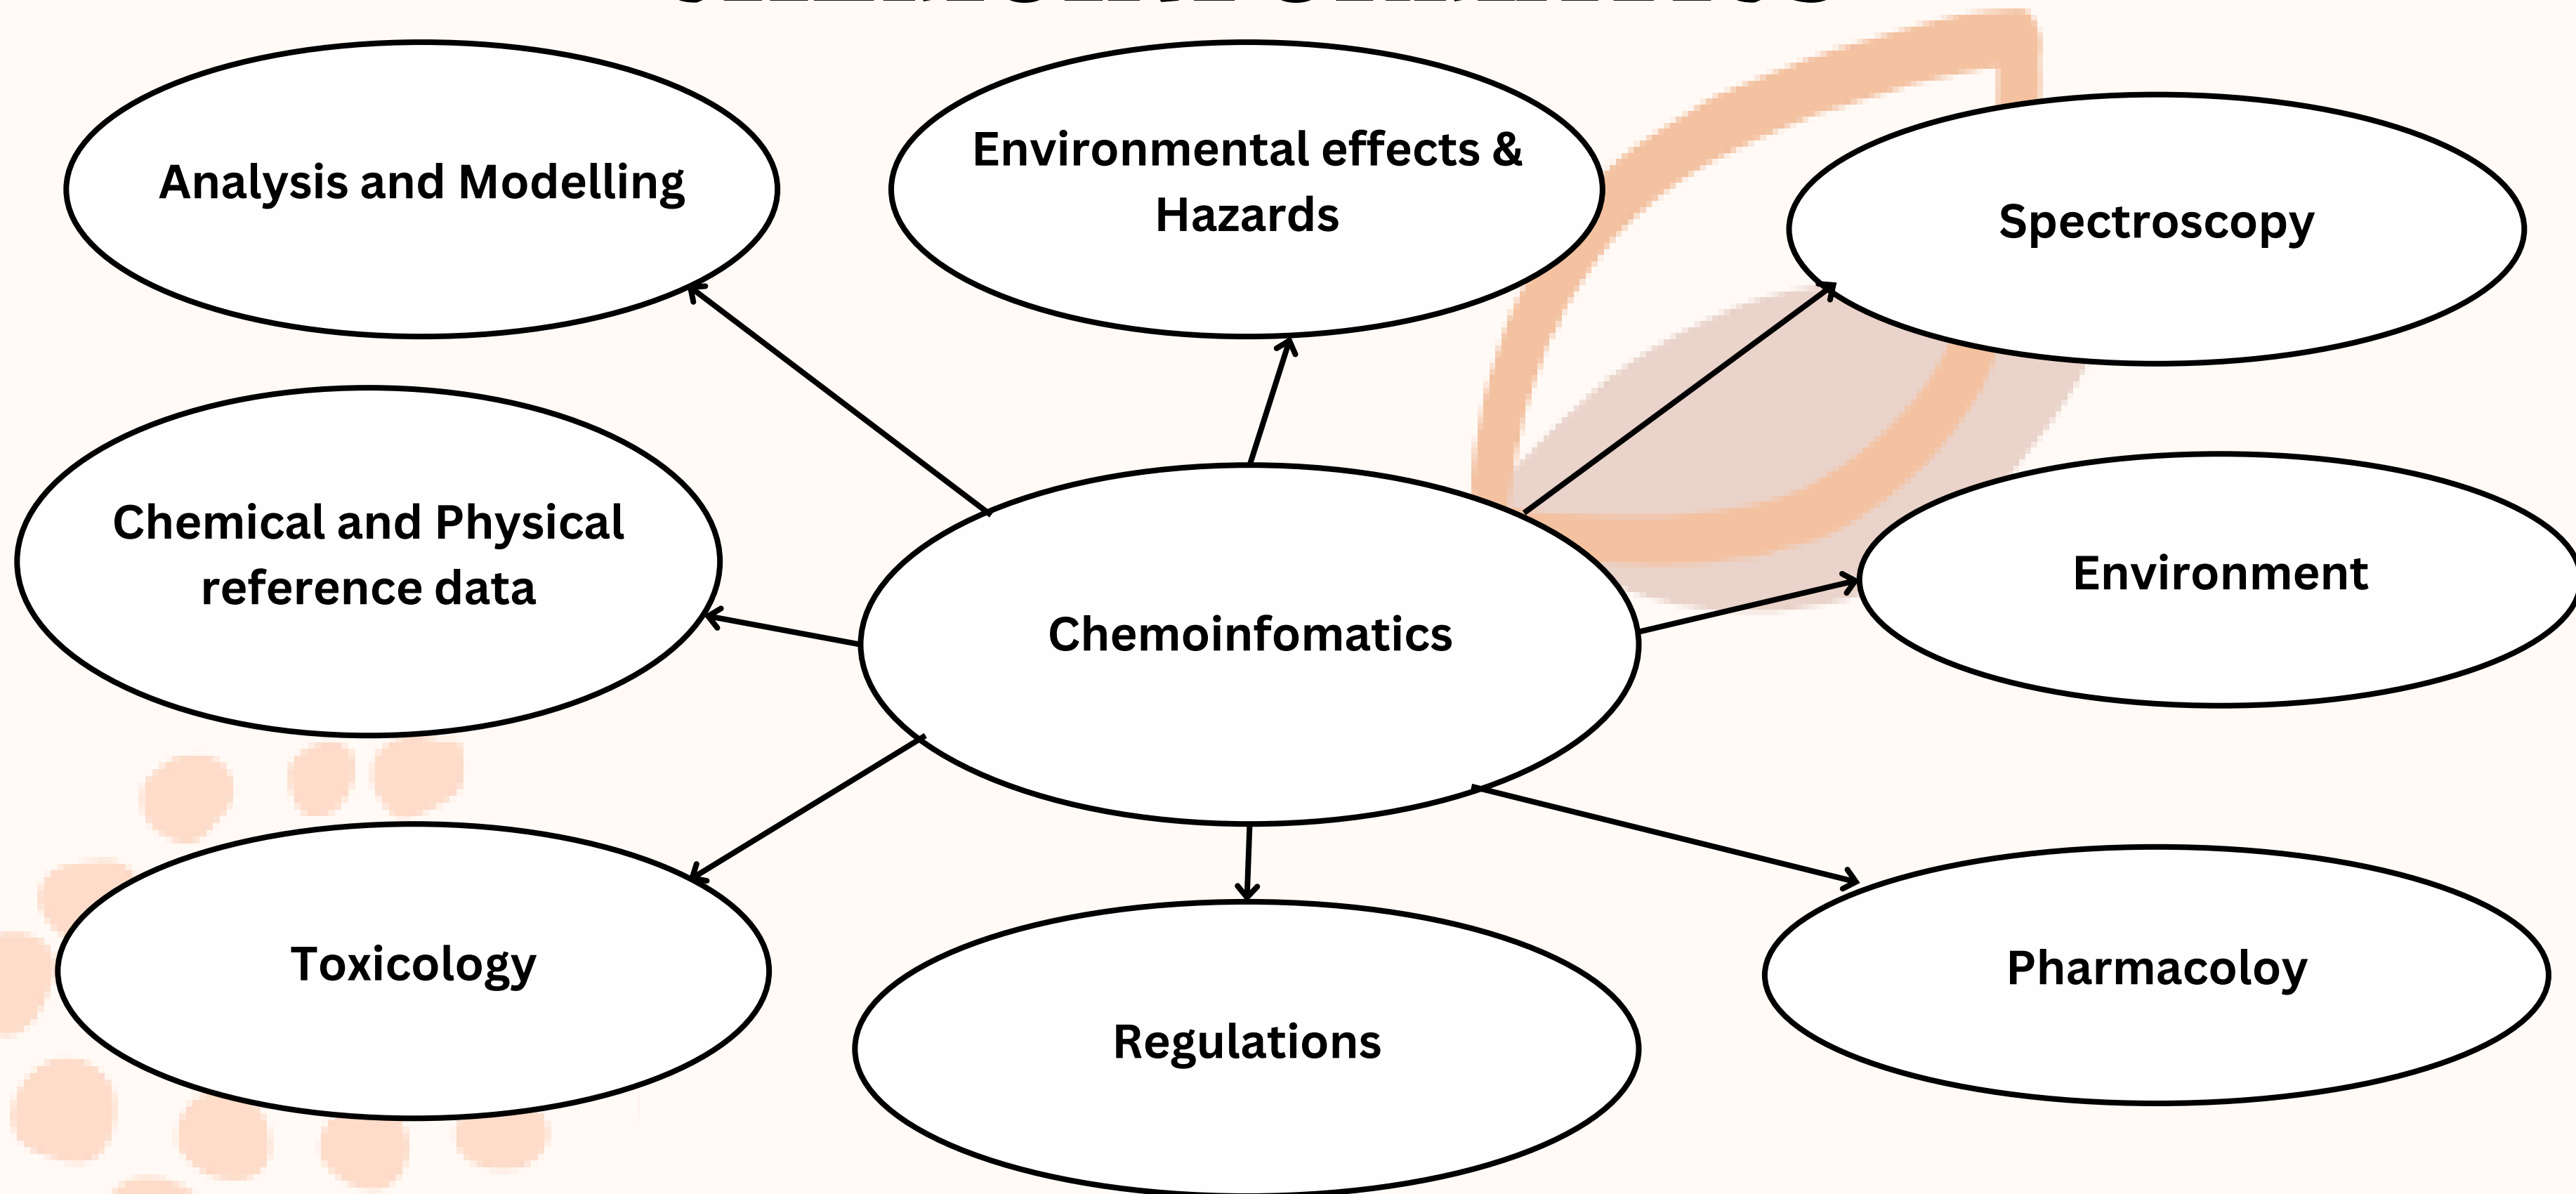 Analysis and Modelling
Environmental effects &
Hazards
Spectroscopy
Chemical and Physical
reference data
Chemoinfomatics
Environment
Toxicology
Regulations
Pharmacoloy